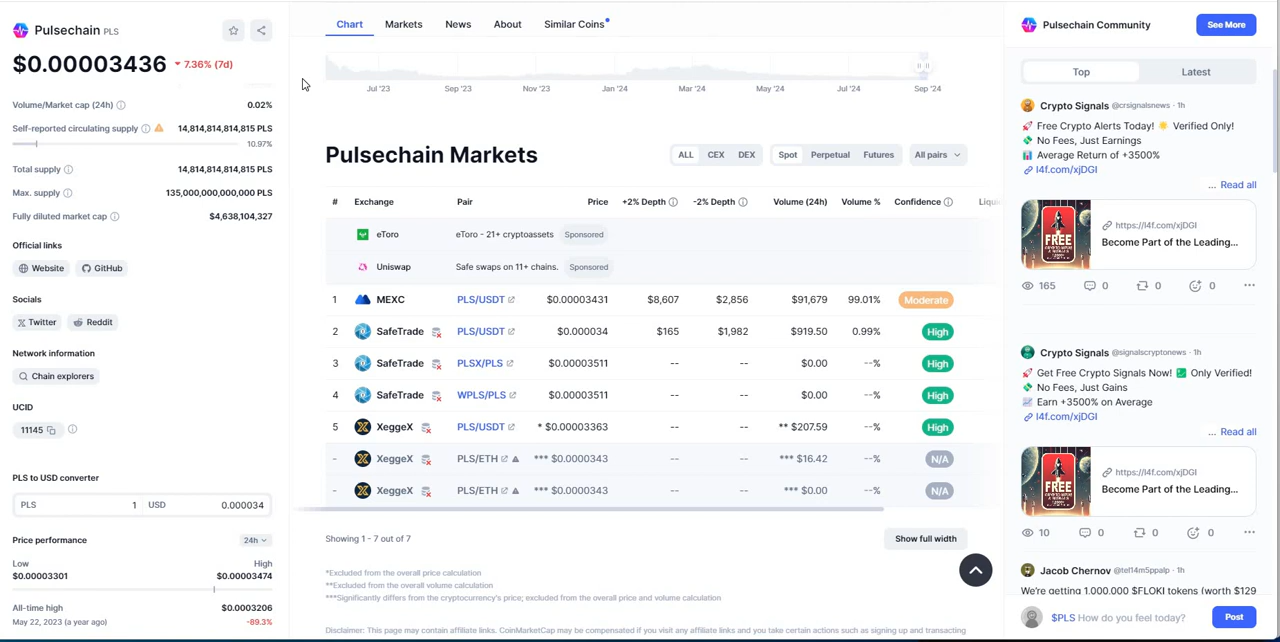 Pulsechain PLS
$0.00003436 7.36% (7d)
Volume/Market cap (24h) 0.02%
Self-reported circulating supply 14,814,814,814,815 PLS
10.97%
Total supply 14,814,814,814,815 PLS
Max. supply 135,000,000,000,000 PLS
Fully diluted market cap $4,638,104,327
Official links
Website GitHub
Socials
Twitter Reddit
Network information
Chain explorers
UCID
11145
PLS to USD converter
PLS 1 USD 0.000034
Price performance 24h
Low High
$0.00003301 $0.00003474
All-time high $0.0003206
May 22, 2023 (a year ago) -89.3%
Chart Markets News About Similar Coins
Jul '23 Sep '23 Nov '23 Jan '24 Mar '24 May '24 Jul '24 Sep '24
Pulsechain Markets
ALL CEX DEX Spot Perpetual Futures All pairs
# Exchange Pair Price +2% Depth -2% Depth Volume (24h) Volume % Confidence Liqui
eToro eToro - 21+ cryptoassets Sponsored
Uniswap Safe swaps on 11+ chains. Sponsored
1 MEXC PLS/USDT $0.00003431 $8,607 $2,856 $91,679 99.01% Moderate
2 SafeTrade PLS/USDT $0.000034 $165 $1,982 $919.50 0.99% High
3 SafeTrade PLSX/PLS $0.00003511 -- -- $0.00 --% High
4 SafeTrade WPLS/PLS $0.00003511 -- -- $0.00 --% High
5 XeggeX PLS/USDT * $0.00003363 -- -- ** $207.59 --% High
- XeggeX PLS/ETH *** $0.0000343 -- -- *** $16.42 --% N/A
- XeggeX PLS/ETH *** $0.0000343 -- -- *** $0.00 --% N/A
Showing 1 - 7 out of 7
Show full width
*Excluded from the overall price calculation
**Excluded from the overall volume calculation
***Significantly differs from the cryptocurrency's price; excluded from the overall price and volume calculation
Disclaimer: This page may contain affiliate links. CoinMarketCap may be compensated if you visit any affiliate links and you take certain actions such as signing up and transacting
Pulsechain Community See More
Top Latest
Crypto Signals @crsignalsnews · 1h
🚀 Free Crypto Alerts Today! ☀️ Verified Only!
💸 No Fees, Just Earnings
📊 Average Return of +3500%
🔗 l4f.com/xjDGI
... Read all
FREE
https://l4f.com/xjDGI
Become Part of the Leading...
165 0 0 0
Crypto Signals @signalscryptonews · 1h
🚀 Get Free Crypto Signals Now! 💹 Only Verified!
💸 No Fees, Just Gains
📈 Earn +3500% on Average
🔗 l4f.com/xjDGI
... Read all
FREE
https://l4f.com/xjDGI
Become Part of the Leading...
10 0 0 0
Jacob Chernov @tel14m5ppalp · 1h
We're getting 1,000,000 $FLOKI tokens (worth $129
$PLS How do you feel today? Post